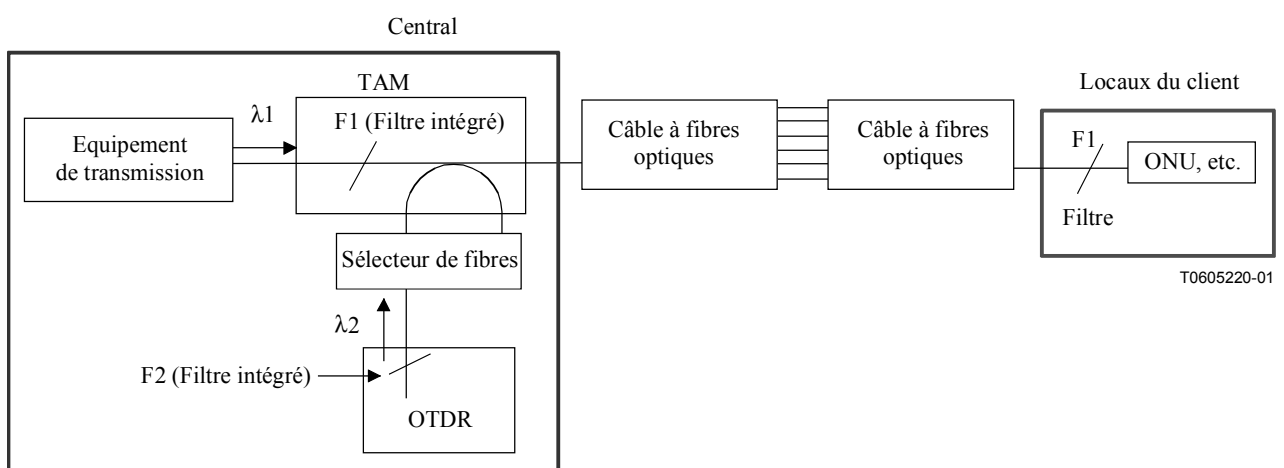 Central
TAM
Locaux du client
λ1
F1 (Filtre intégré)
Equipement
de transmission
Câble à fibres
optiques
Câble à fibres
optiques
F1
ONU, etc.
Filtre
Sélecteur de fibres
T0605220-01
λ2
F2 (Filtre intégré)
OTDR